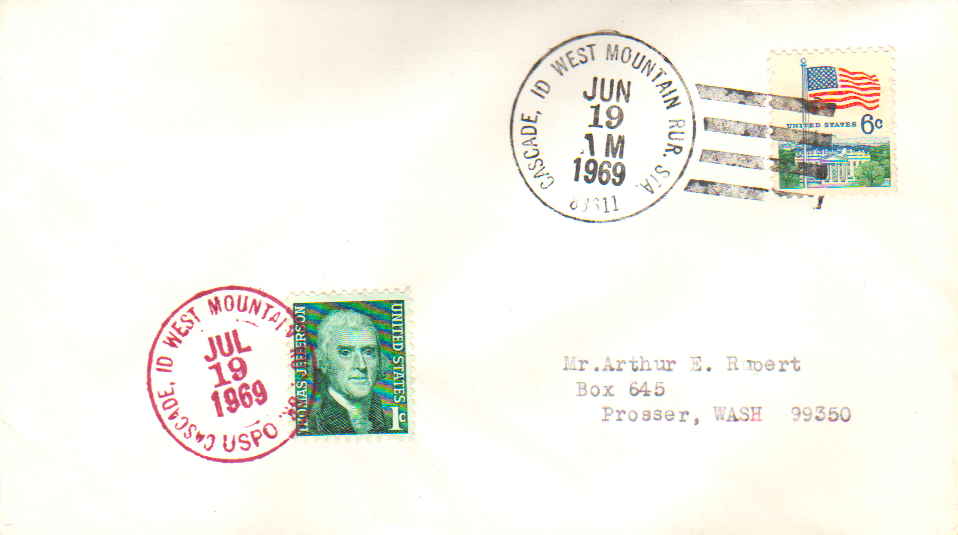 CASCADE, ID WEST MOUNTAIN RUR. STA.
JUN
19
AM
1969
UNITED STATES 6c
CASCADE, ID WEST MOUNTAIN
JUL
19
1969
USPO
THOMAS JEFFERSON
UNITED STATES
1c
Mr.Arthur E. Rupert
Box 645
Prosser, WASH 99350